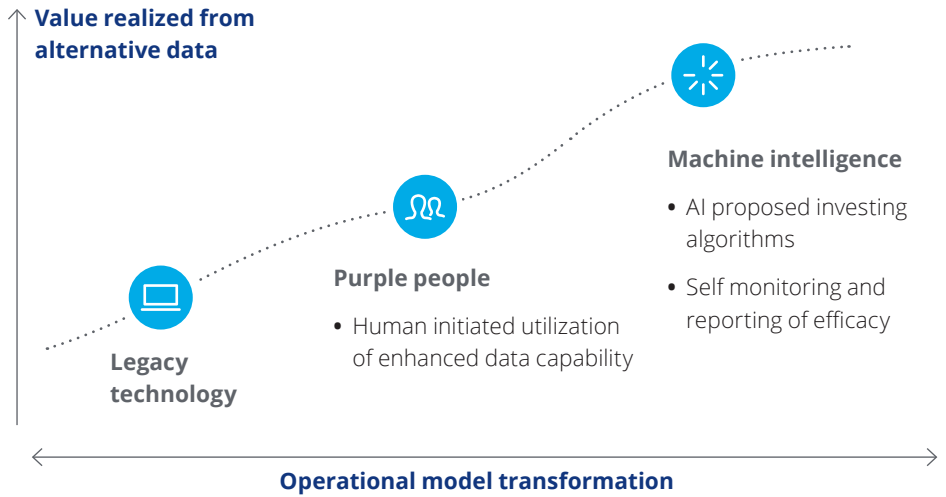 Value realized from
alternative data
Machine intelligence
• AI proposed investing
algorithms
• Self monitoring and
reporting of efficacy
Purple people
• Human initiated utilization
of enhanced data capability
Legacy
technology
Operational model transformation